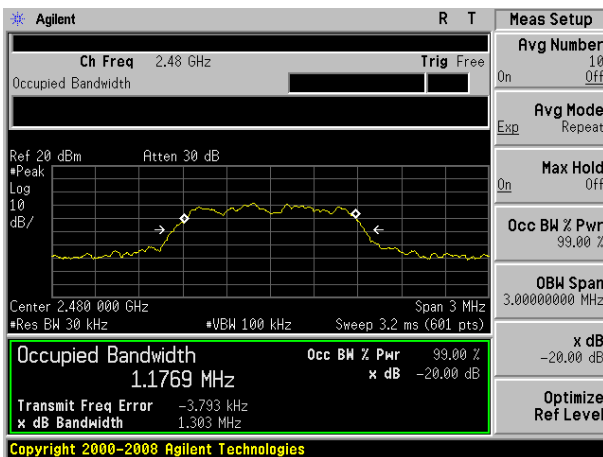 Agilent R T
Ch Freq 2.48 GHz Trig Free
Occupied Bandwidth
Ref 20 dBm Atten 30 dB
#Peak
Log
10
dB/
Center 2.480 000 GHz Span 3 MHz
#Res BW 30 kHz #VBW 100 kHz Sweep 3.2 ms (601 pts)
Occupied Bandwidth Occ BW % Pwr 99.00 %
1.1769 MHz x dB -20.00 dB
Transmit Freq Error -3.793 kHz
x dB Bandwidth 1.303 MHz
Copyright 2000-2008 Agilent Technologies
Meas Setup
Avg Number
10
On Off
Avg Mode
Exp Repeat
Max Hold
On Off
Occ BW % Pwr
99.00 %
OBW Span
3.00000000 MHz
x dB
-20.00 dB
Optimize
Ref Level